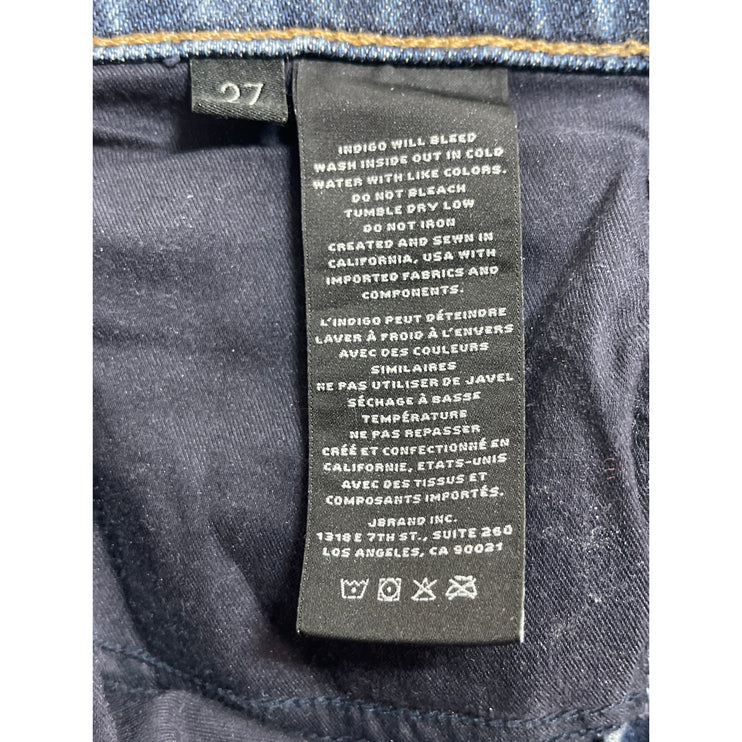 27
INDIGO WILL BLEED
WASH INSIDE OUT IN COLD
WATER WITH LIKE COLORS.
DO NOT BLEACH
TUMBLE DRY LOW
DO NOT IRON
CREATED AND SEWN IN
CALIFORNIA, USA WITH
IMPORTED FABRICS AND
COMPONENTS.
L'INDIGO PEUT DÉTEINDRE
LAVER À FROID À L'ENVERS
AVEC DES COULEURS
SIMILAIRES
NE PAS UTILISER DE JAVEL
SÉCHAGE À BASSE
TEMPÉRATURE
NE PAS REPASSER
CRÉÉ ET CONFECTIONNÉ EN
CALIFORNIE, ETATS-UNIS
AVEC DES TISSUS ET
COMPOSANTS IMPORTÉS.
JBRAND INC.
1318 E 7TH ST., SUITE 260
LOS ANGELES, CA 90021